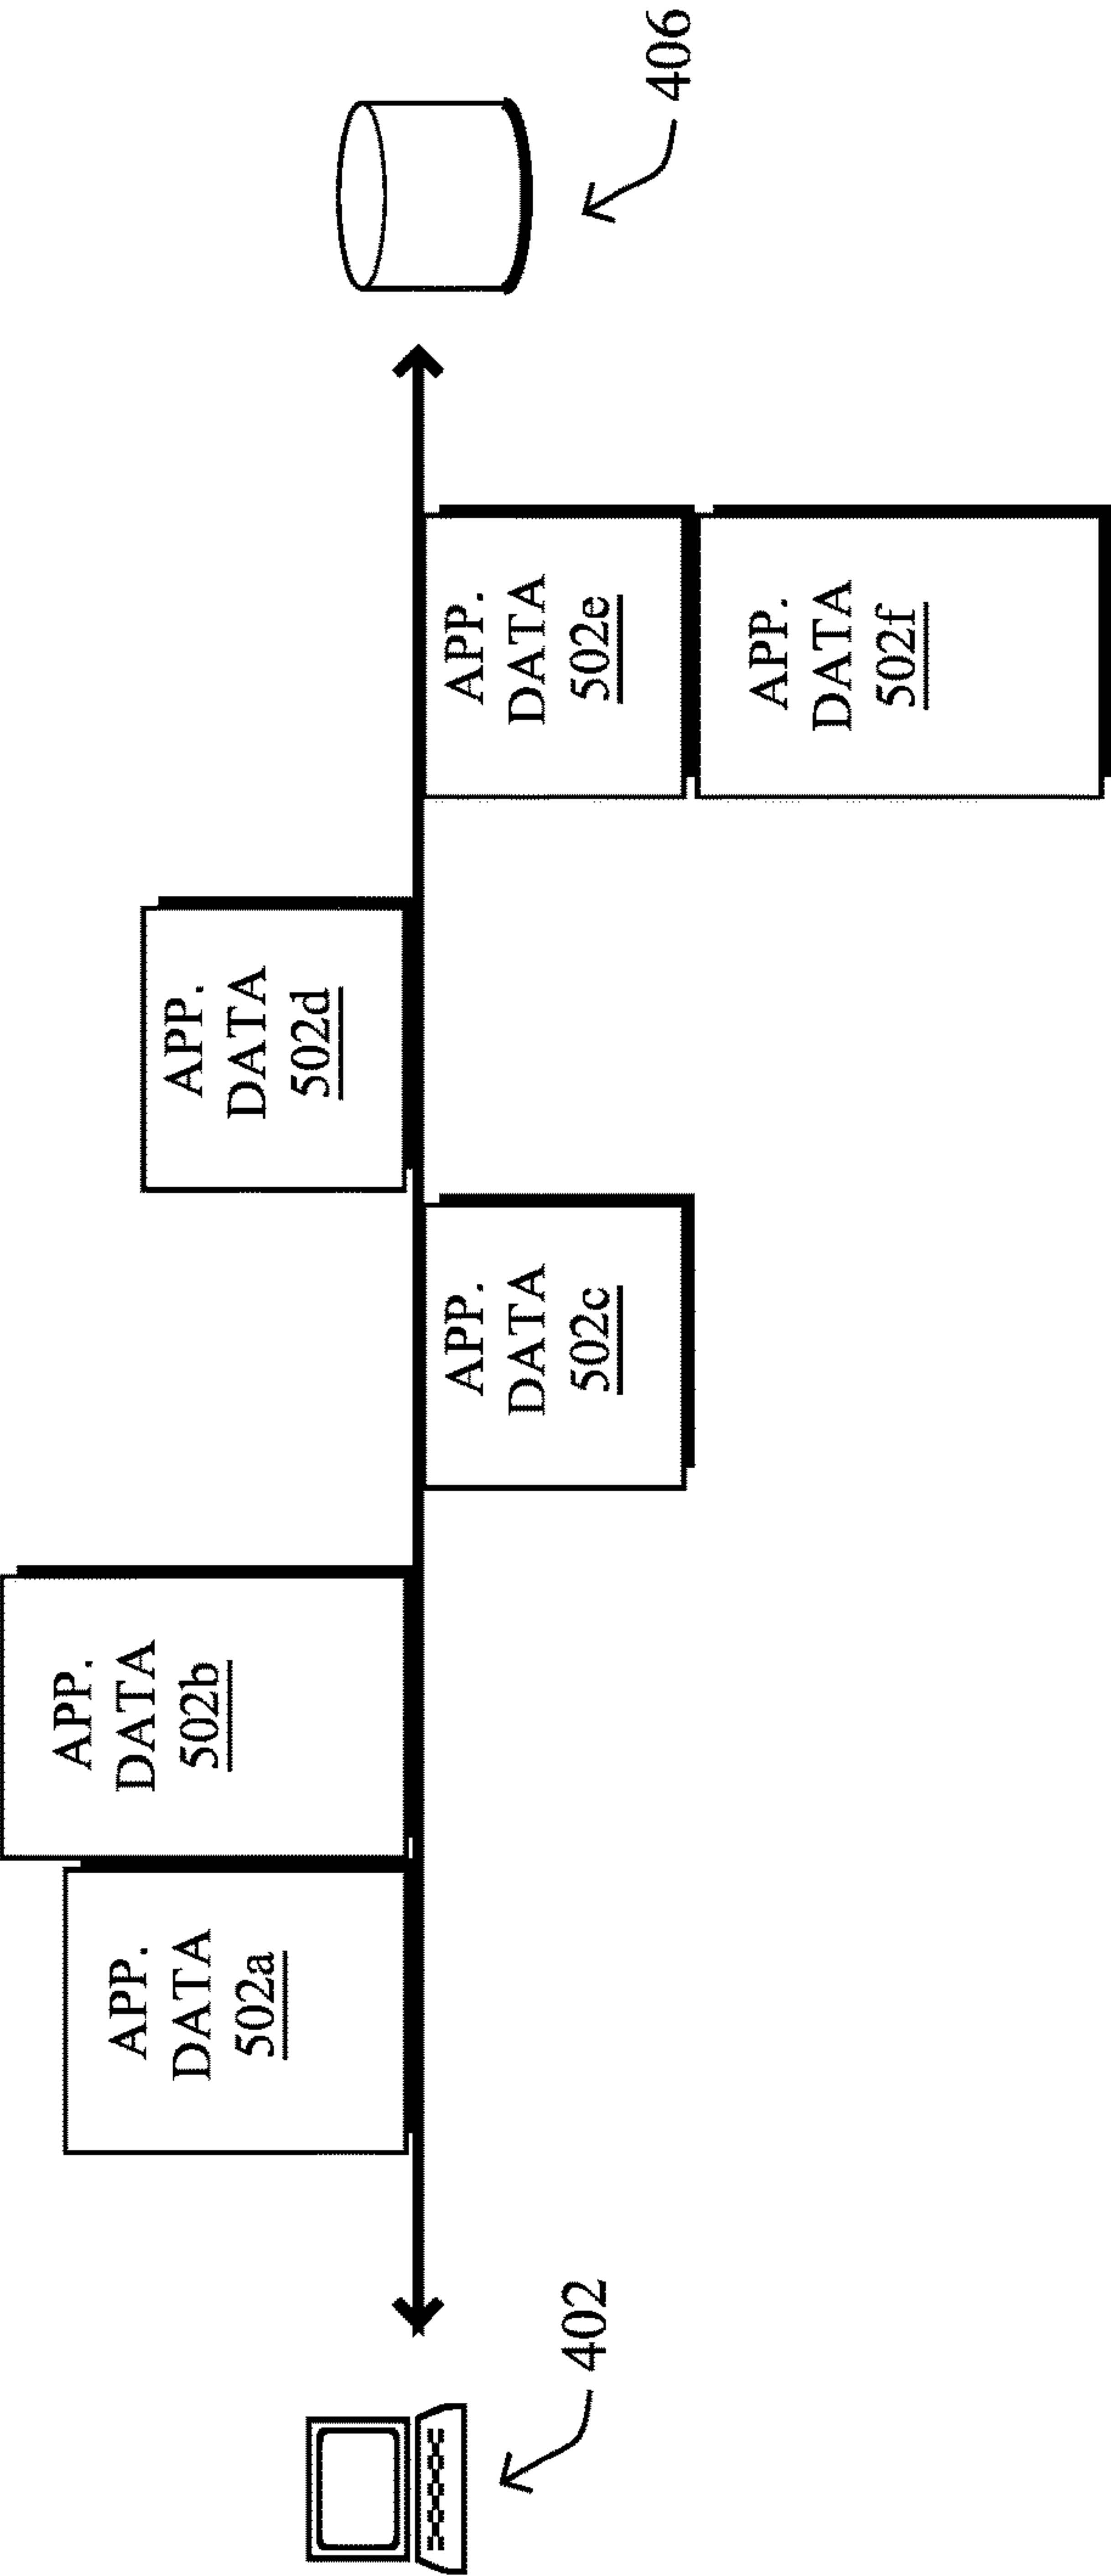 402
APP.
DATA
502a
APP.
DATA
502b
APP.
DATA
502c
APP.
DATA
502d
APP.
DATA
502e
APP.
DATA
502f
406